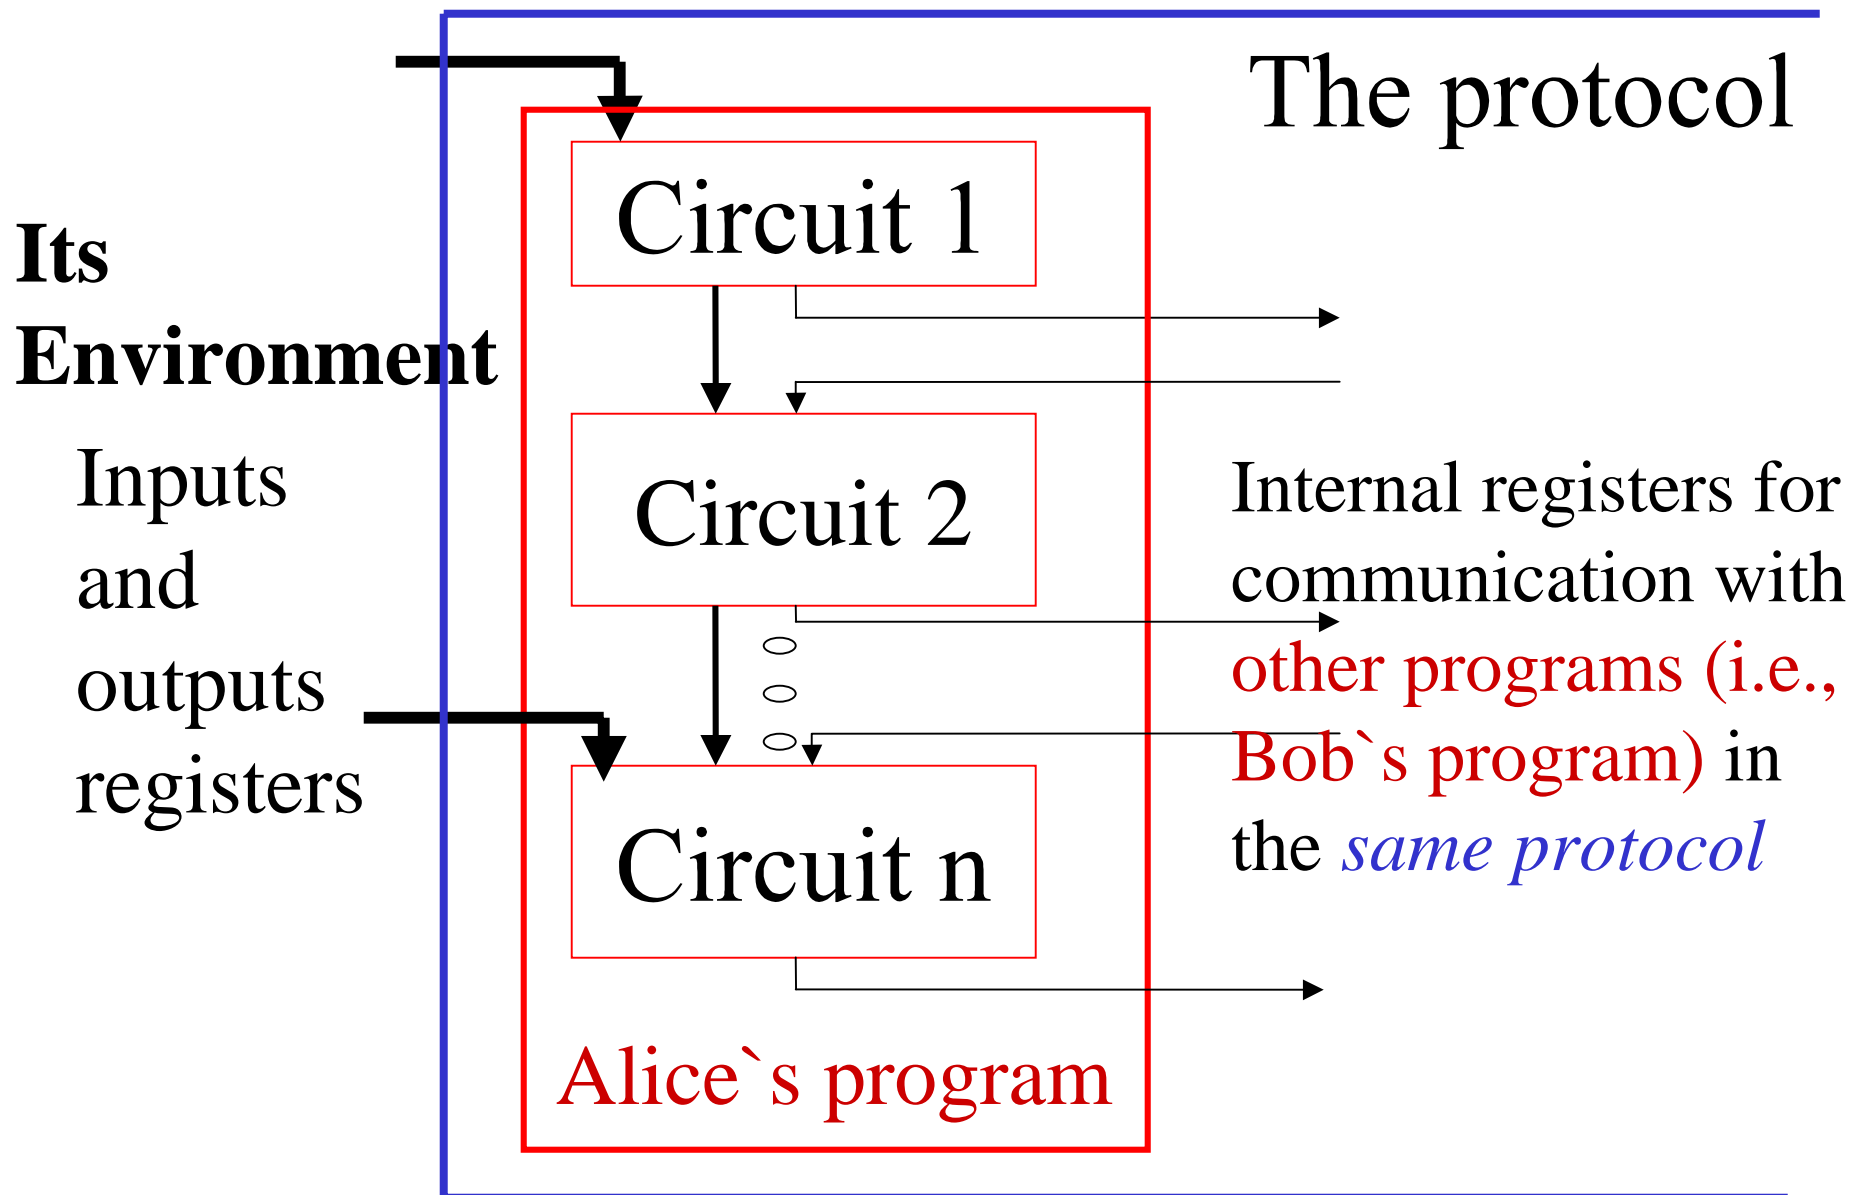 The protocol
Circuit 1
Its
Environment
Inputs
and
outputs
registers
Circuit 2
Circuit n
Alice`s program
Internal registers for
communication with
other programs (i.e.,
Bob`s program) in
the same protocol